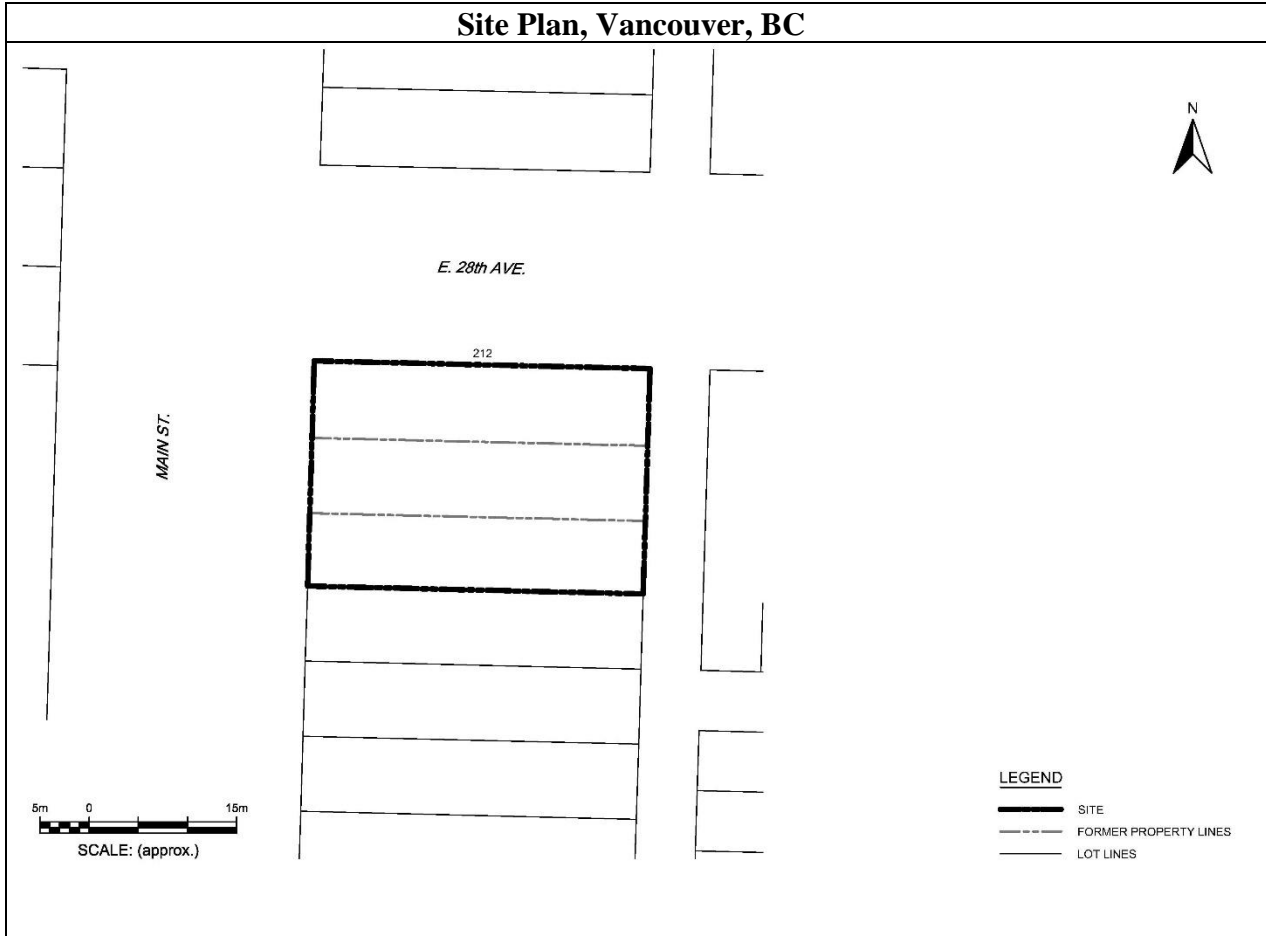 Site Plan, Vancouver, BC
N
E. 28th AVE.
212
MAIN ST.
LEGEND
SITE
FORMER PROPERTY LINES
LOT LINES
5m 0 15m
SCALE: (approx.)